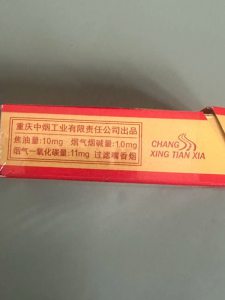 重庆中烟工业有限责任公司出品
焦油量:10mg 烟气烟碱量:1.0mg
烟气一氧化碳量:11mg 过滤嘴香烟
CHANG
XING TIAN XIA